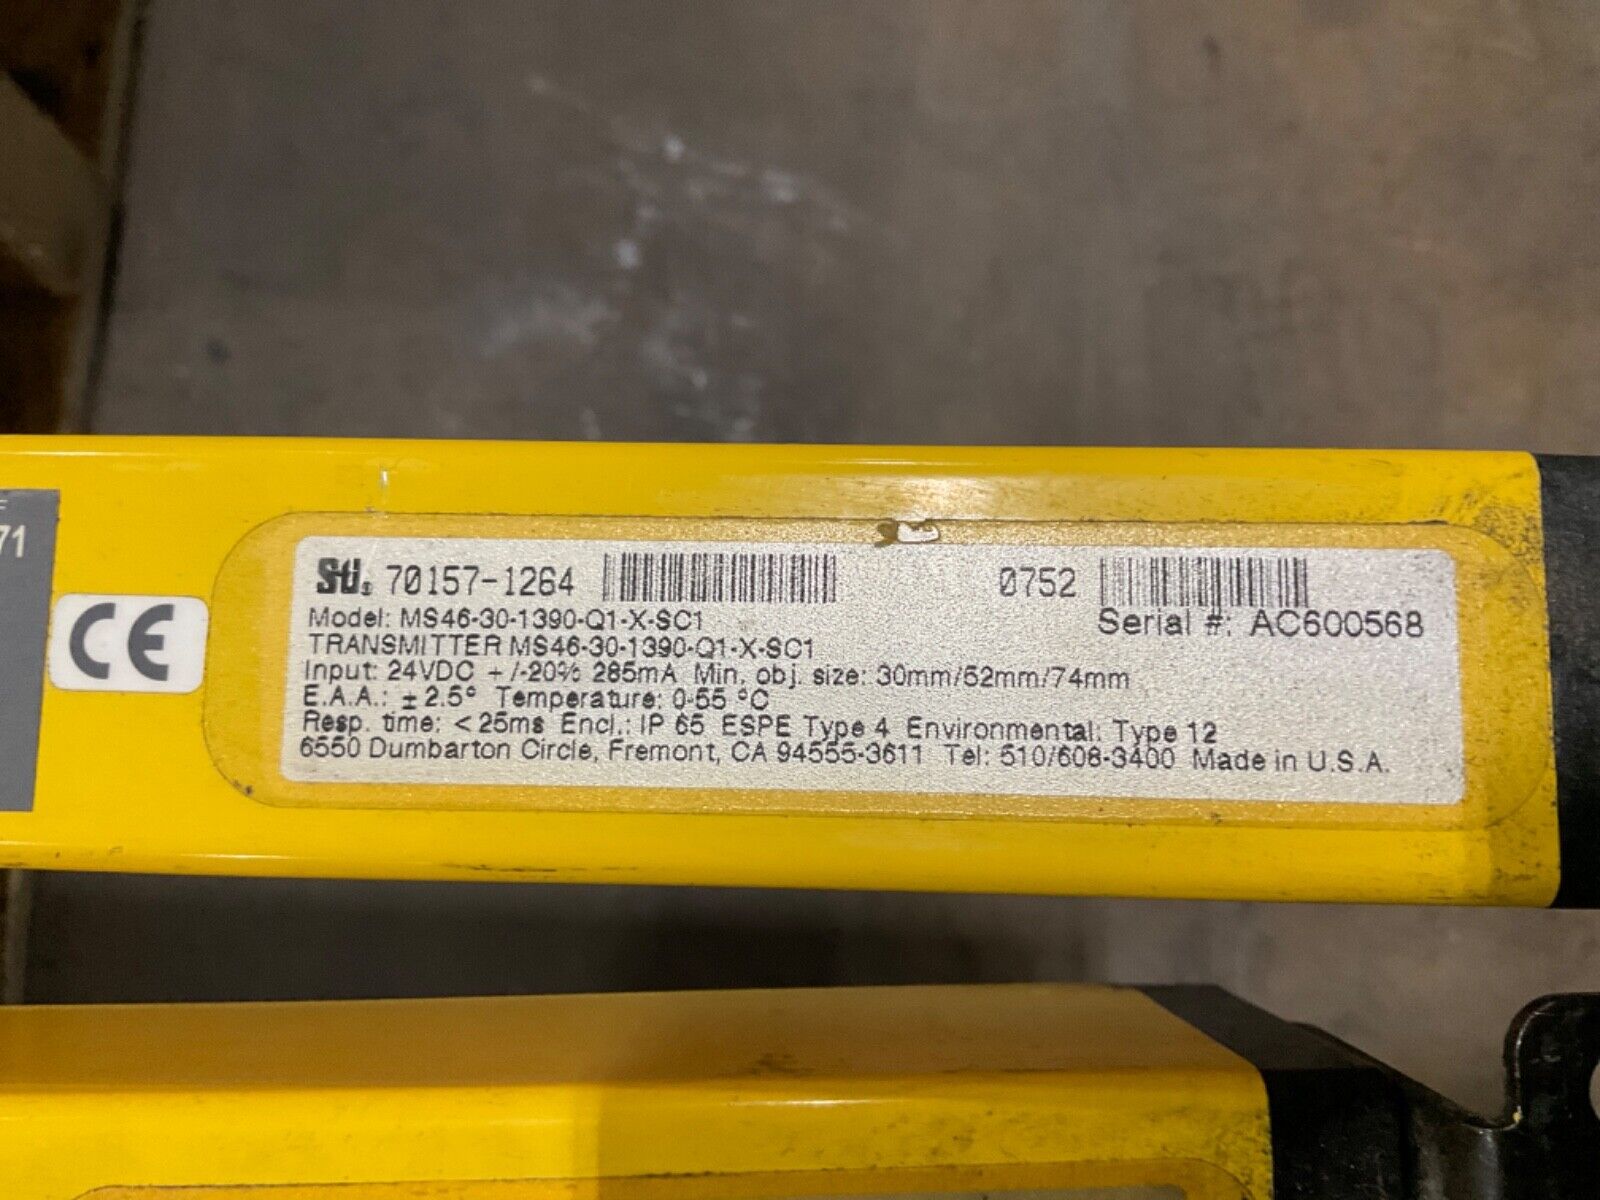 71
CE
STI® 70157-1264 0752
Model: MS46-30-1390-Q1-X-SC1 Serial #: AC600568
TRANSMITTER MS46-30-1390-Q1-X-SC1
Input: 24VDC +/-20% 285mA Min. obj. size: 30mm/52mm/74mm
E.A.A.: ± 2.5° Temperature: 0-55 °C
Resp. time: < 25ms Encl.: IP 65 ESPE Type 4 Environmental: Type 12
6550 Dumbarton Circle, Fremont, CA 94555-3611 Tel: 510/608-3400 Made in U.S.A.